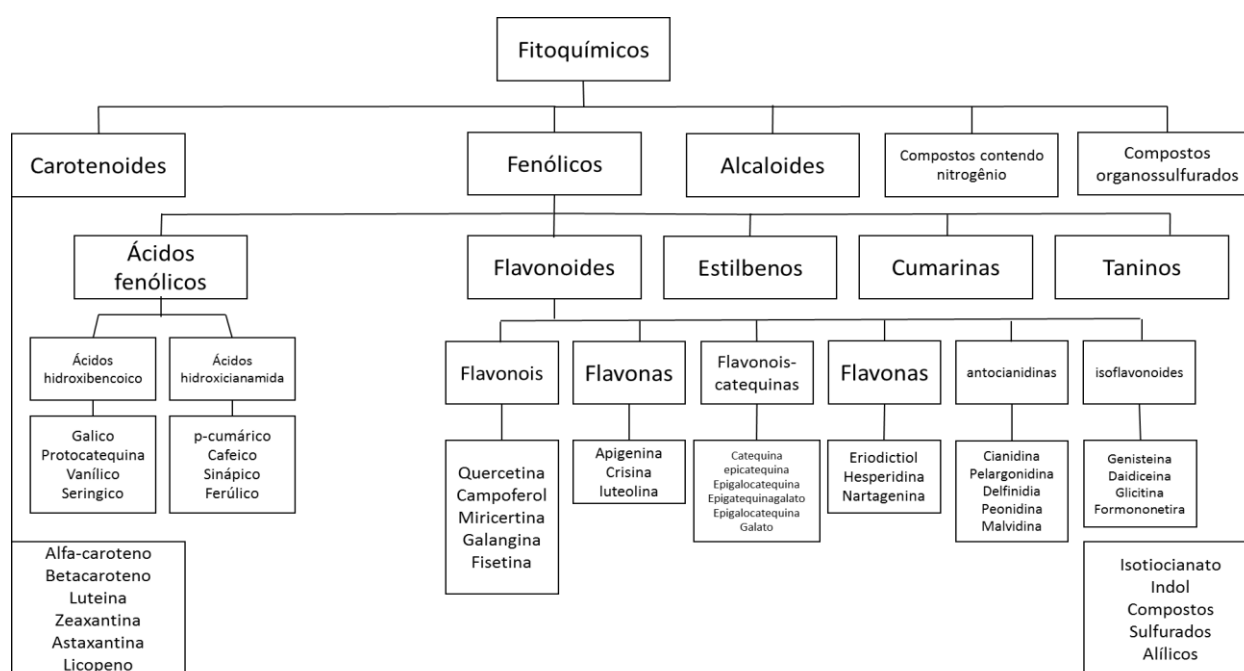 Fitoquímicos
Carotenoides
Fenólicos
Alcaloides
Compostos contendo
nitrogênio
Compostos
organossulfurados
Ácidos
fenólicos
Flavonoides
Estilbenos
Cumarinas
Taninos
Ácidos
hidroxibencoico
Ácidos
hidroxicianamida
Flavonois
Flavonas
Flavonois-
catequinas
Flavonas
antocianidinas
isoflavonoides
Galico
Protocatequina
Vanílico
Seringico
p-cumárico
Cafeico
Sinápico
Ferúlico
Quercetina
Campoferol
Miricertina
Galangina
Fisetina
Apigenina
Crisina
luteolina
Catequina
epicatequina
Epigalocatequina
Epigatequinagalato
Epigalocatequina
Galato
Eriodictiol
Hesperidina
Nartagenina
Cianidina
Pelargonidina
Delfinidia
Peonidina
Malvidina
Genisteina
Daidiceina
Glicitina
Formononetira
Alfa-caroteno
Betacaroteno
Luteina
Zeaxantina
Astaxantina
Licopeno
Isotiocianato
Indol
Compostos
Sulfurados
Alílicos